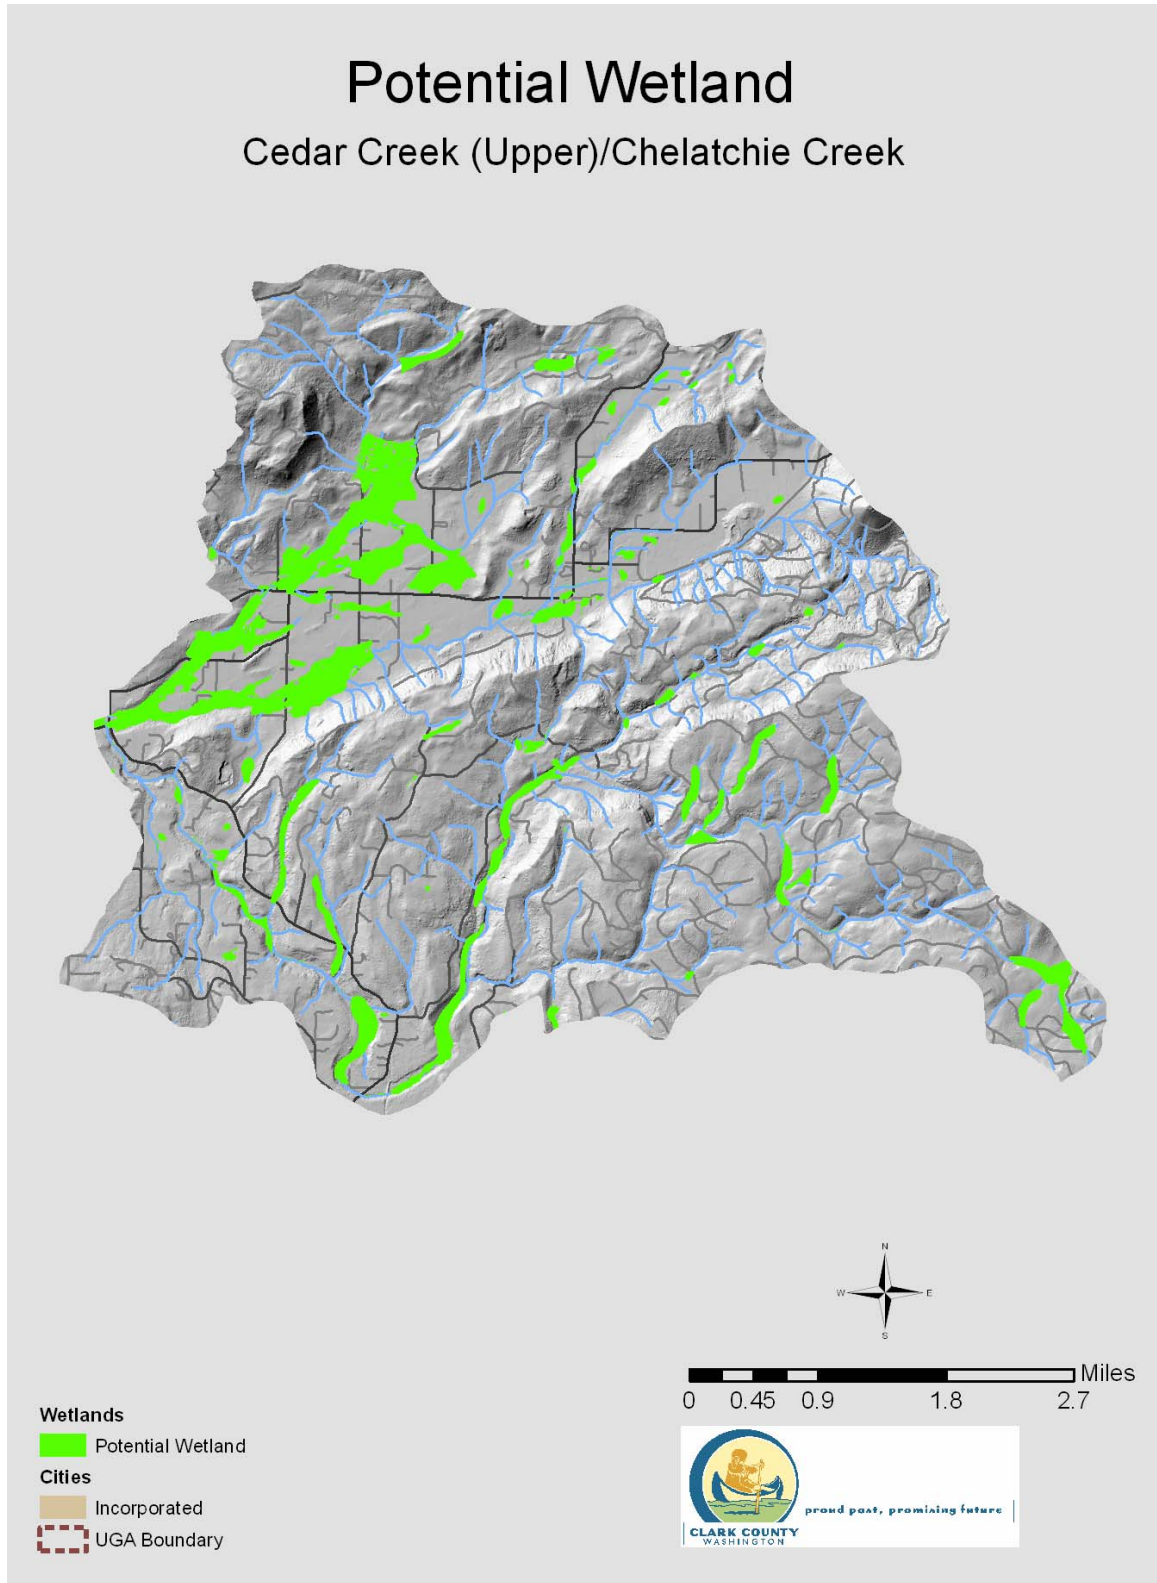 Potential Wetland
Cedar Creek (Upper)/Chelatchie Creek
N
W E
S
Miles
0 0.45 0.9 1.8 2.7
Wetlands
Potential Wetland
Cities
Incorporated
UGA Boundary
proud past, promising future
CLARK COUNTY
WASHINGTON